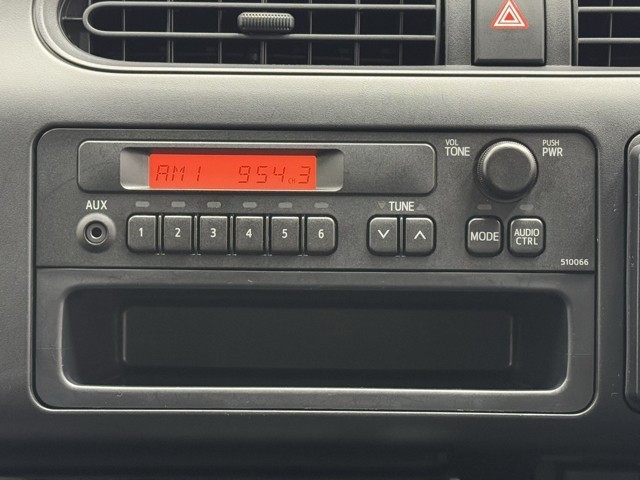 VOL
TONE
PUSH
PWR
AM1 954 CH 3
AUX
TUNE
1 2 3 4 5 6
MODE
AUDIO
CTRL
510066